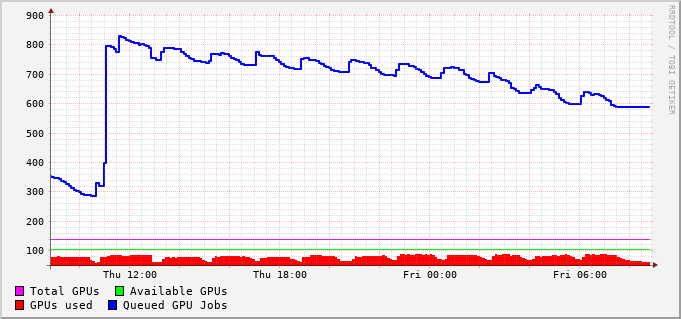 900
800
700
600
500
400
300
200
100
Thu 12:00 Thu 18:00 Fri 00:00 Fri 06:00
Total GPUs Available GPUs
GPUs used Queued GPU Jobs
RRDTOOL / TOBI OETIKER